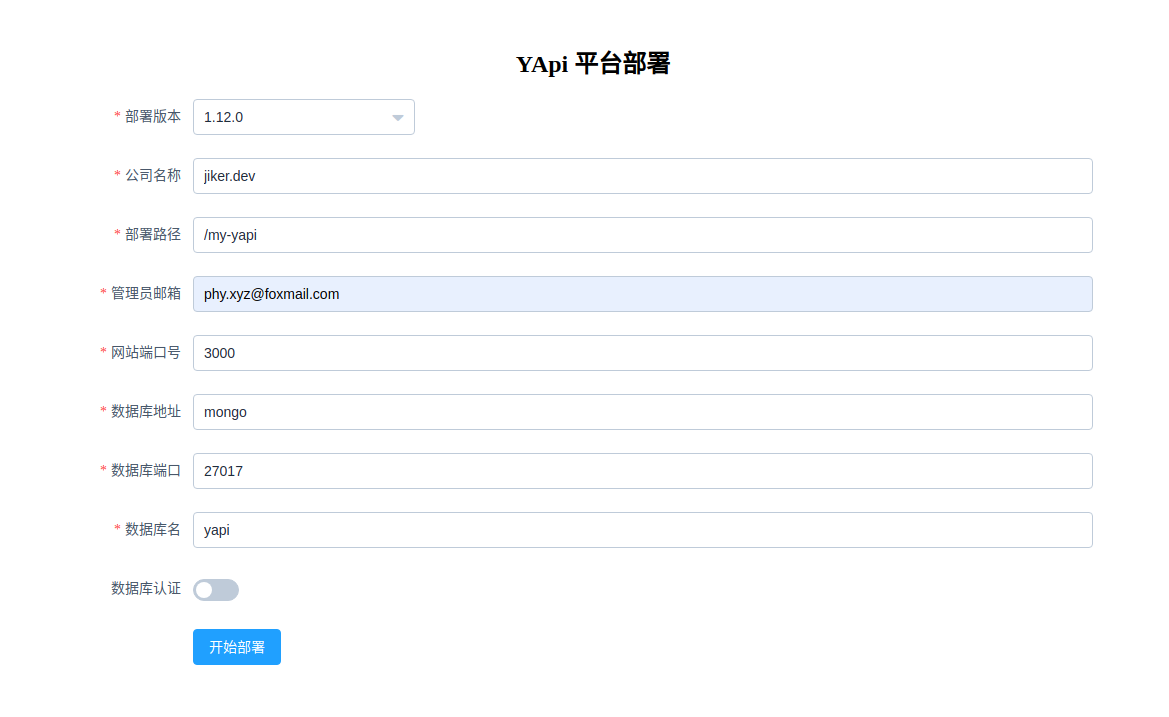 YApi 平台部署
* 部署版本 1.12.0
* 公司名称 jiker.dev
* 部署路径 /my-yapi
* 管理员邮箱 phy.xyz@foxmail.com
* 网站端口号 3000
* 数据库地址 mongo
* 数据库端口 27017
* 数据库名 yapi
数据库认证
开始部署